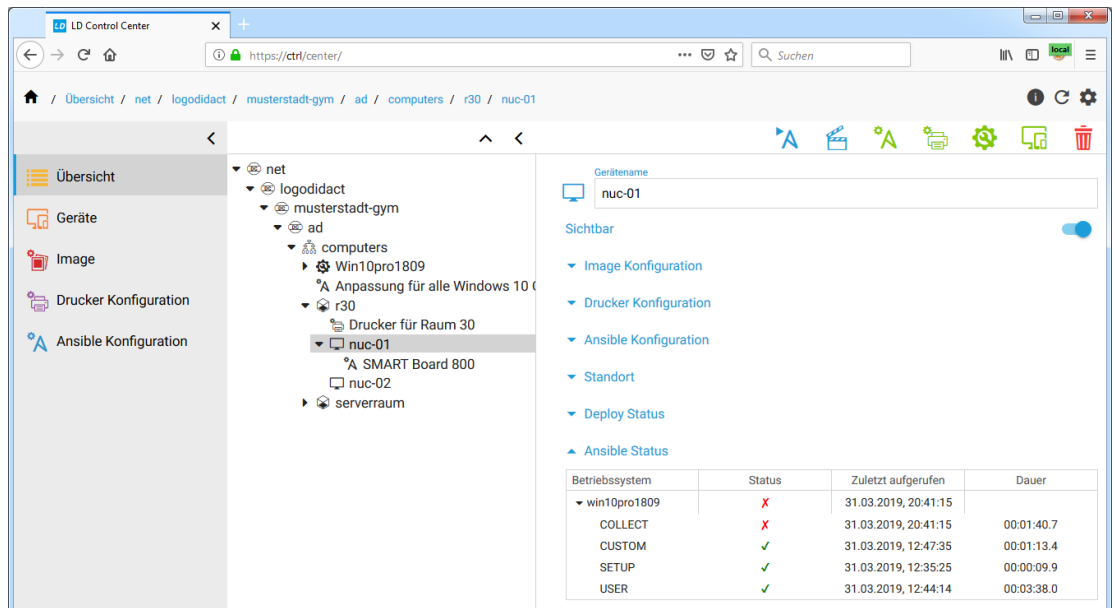 LD LD Control Center
https://ctrl/center/
Suchen
local
/ Übersicht / net / logodidact / musterstadt-gym / ad / computers / r30 / nuc-01
Übersicht
Geräte
Image
Drucker Konfiguration
Ansible Konfiguration
net
logodidact
musterstadt-gym
ad
computers
Win10pro1809
Anpassung für alle Windows 10
r30
Drucker für Raum 30
nuc-01
SMART Board 800
nuc-02
serverraum
Gerätename
nuc-01
Sichtbar
Image Konfiguration
Drucker Konfiguration
Ansible Konfiguration
Standort
Deploy Status
Ansible Status
Betriebssystem Status Zuletzt aufgerufen Dauer
win10pro1809 ✗ 31.03.2019, 20:41:15
COLLECT ✗ 31.03.2019, 20:41:15 00:01:40.7
CUSTOM ✓ 31.03.2019, 12:47:35 00:01:13.4
SETUP ✓ 31.03.2019, 12:35:25 00:00:09.9
USER ✓ 31.03.2019, 12:44:14 00:03:38.0